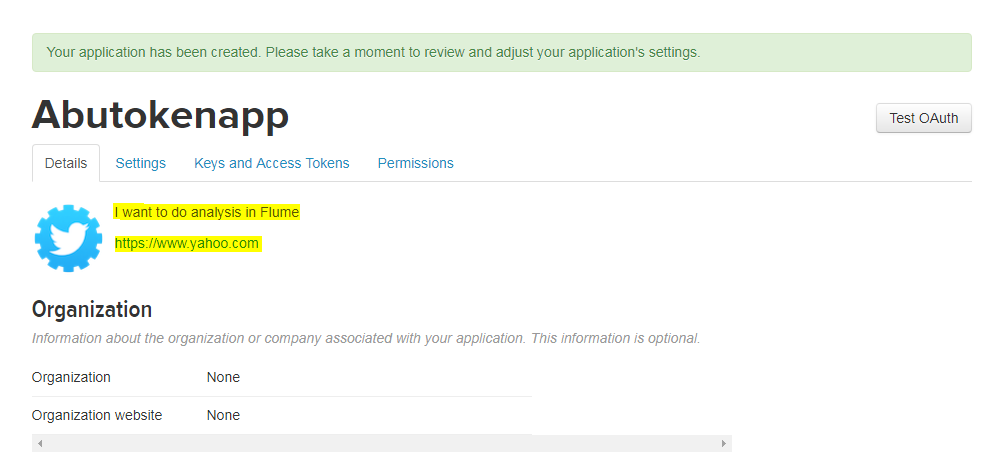 Your application has been created. Please take a moment to review and adjust your application's settings.
Abutokenapp
Test OAuth
Details Settings Keys and Access Tokens Permissions
I want to do analysis in Flume
https://www.yahoo.com
Organization
Information about the organization or company associated with your application. This information is optional.
Organization None
Organization website None